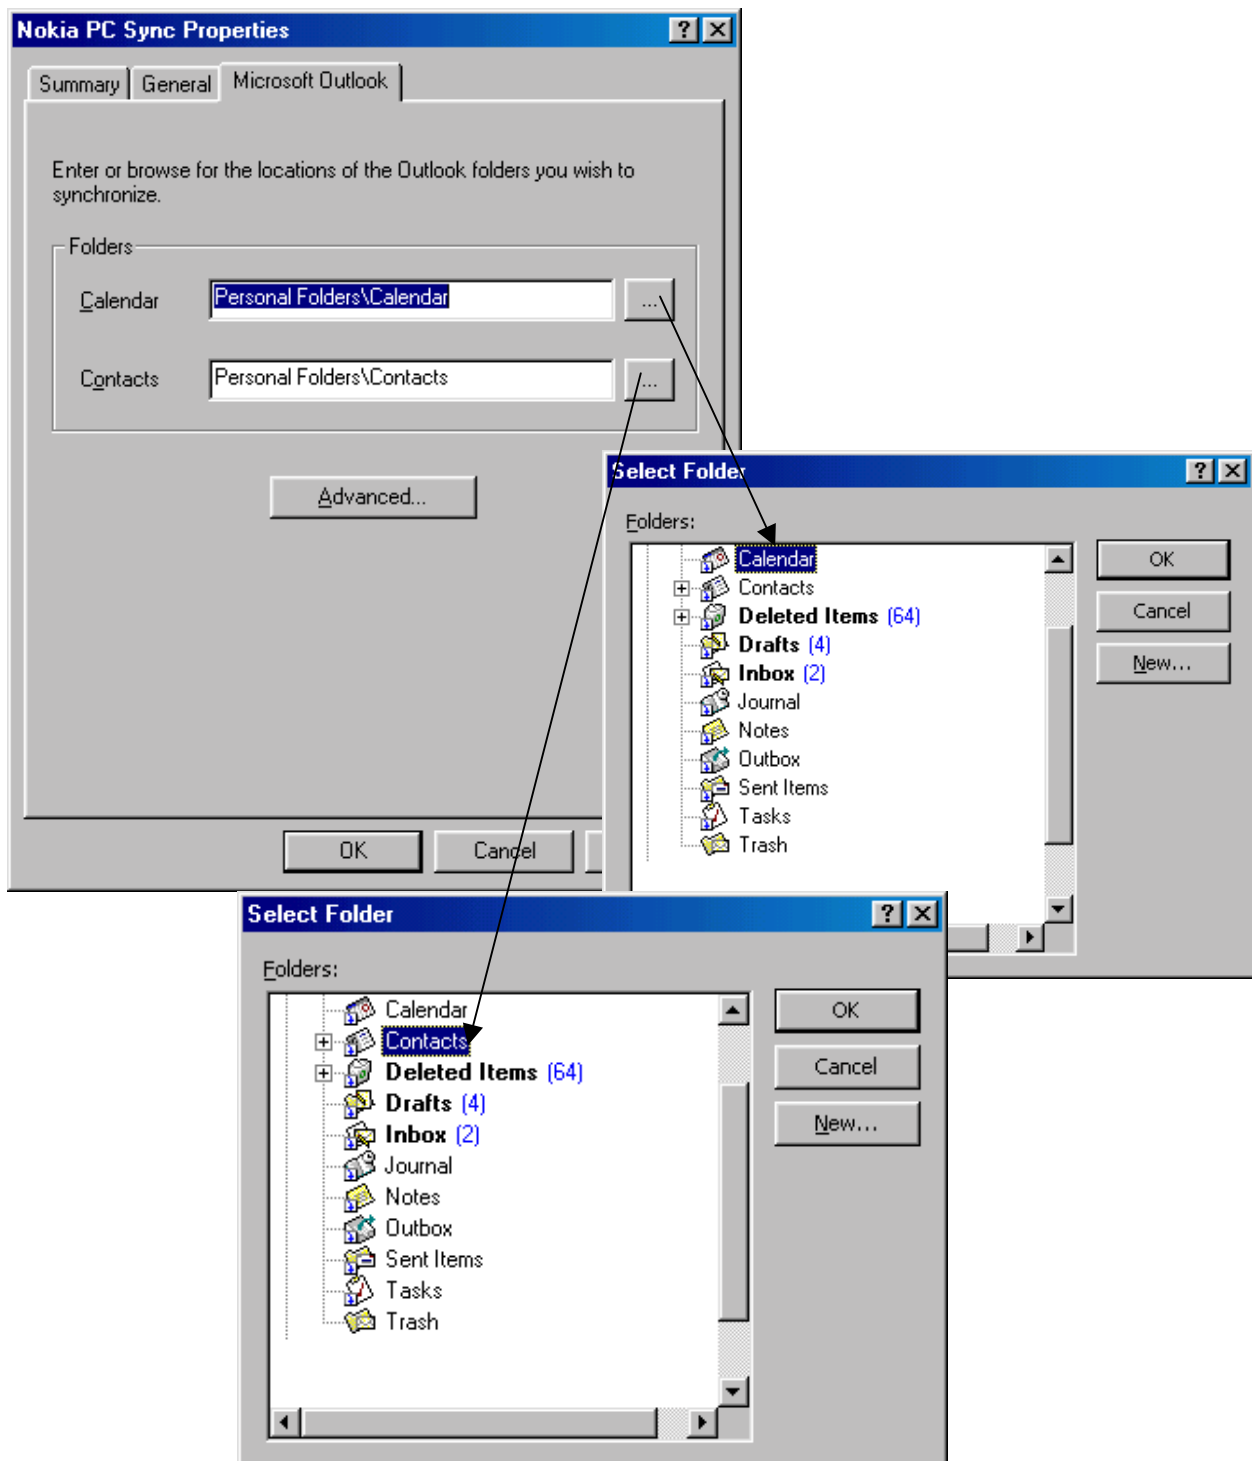 Nokia PC Sync Properties
Summary General Microsoft Outlook
Enter or browse for the locations of the Outlook folders you wish to
synchronize.
Folders
Calendar Personal Folders\Calendar ...
Contacts Personal Folders\Contacts ...
Advanced...
OK Cancel
Select Folder
Folders:
Calendar
Contacts
Deleted Items (64)
Drafts (4)
Inbox (2)
Journal
Notes
Outbox
Sent Items
Tasks
Trash
OK
Cancel
New...
Select Folder
Folders:
Calendar
Contacts
Deleted Items (64)
Drafts (4)
Inbox (2)
Journal
Notes
Outbox
Sent Items
Tasks
Trash
OK
Cancel
New...